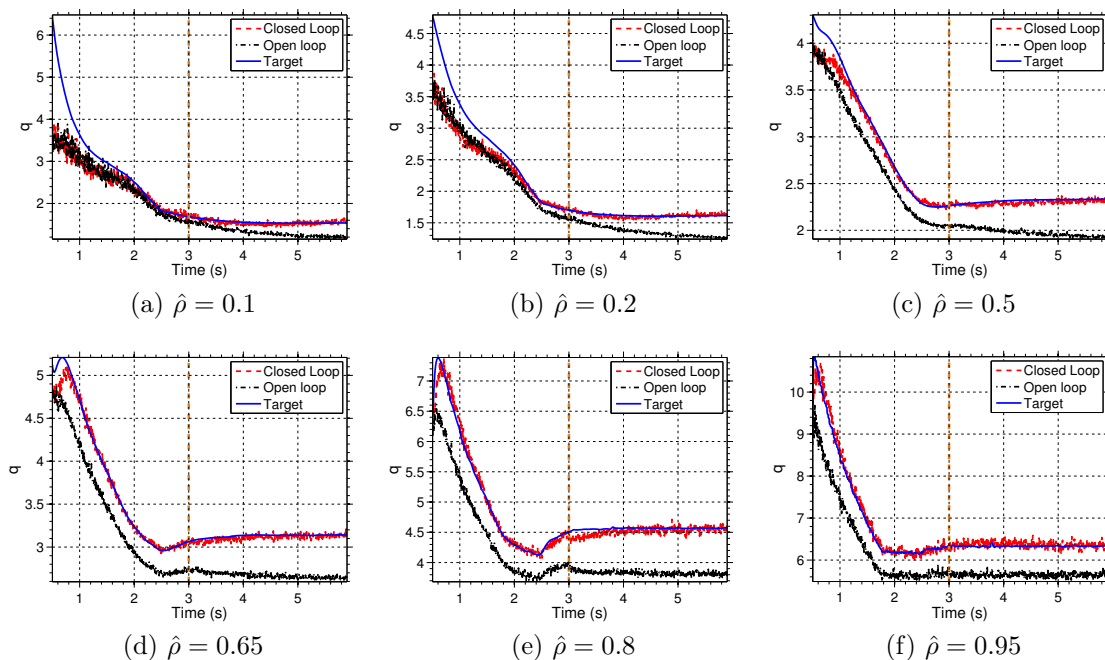 6
5
4
3
2
q
1 2 3 4 5
Time (s)
Closed Loop
Open loop
Target
(a) ρ̂ = 0.1
4.5
4
3.5
3
2.5
2
1.5
q
1 2 3 4 5
Time (s)
Closed Loop
Open loop
Target
(b) ρ̂ = 0.2
4
3.5
3
2.5
2
q
1 2 3 4 5
Time (s)
Closed Loop
Open loop
Target
(c) ρ̂ = 0.5
5
4.5
4
3.5
3
q
1 2 3 4 5
Time (s)
Closed Loop
Open loop
Target
(d) ρ̂ = 0.65
7
6.5
6
5.5
5
4.5
4
q
1 2 3 4 5
Time (s)
Closed Loop
Open loop
Target
(e) ρ̂ = 0.8
10
9
8
7
6
q
1 2 3 4 5
Time (s)
Closed Loop
Open loop
Target
(f) ρ̂ = 0.95